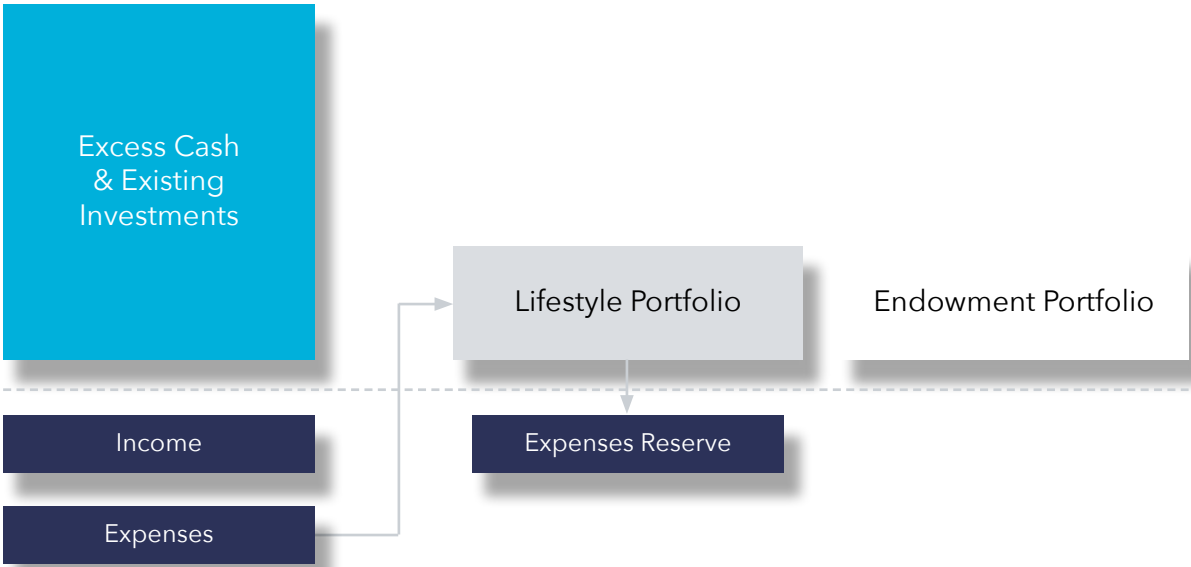 Excess Cash
& Existing
Investments
Lifestyle Portfolio
Endowment Portfolio
Income
Expenses Reserve
Expenses